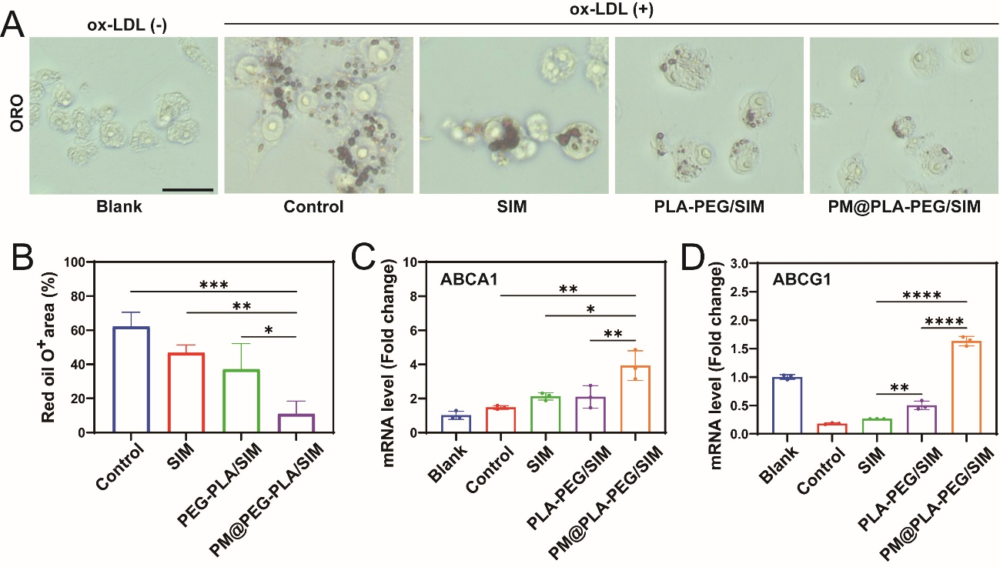 A
ox-LDL (-)
ox-LDL (+)
ORO
Blank
Control
SIM
PLA-PEG/SIM
PM@PLA-PEG/SIM
B
Red oil O+ area (%)
100
80
60
40
20
0
***
**
*
Control
SIM
PEG-PLA/SIM
PM@PEG-PLA/SIM
C
mRNA level (Fold change)
10
8
6
4
2
0
ABCA1
**
*
**
Blank
Control
SIM
PLA-PEG/SIM
PM@PLA-PEG/SIM
D
mRNA level (Fold change)
3.0
2.5
2.0
1.5
1.0
0.5
0.0
ABCG1
****
****
**
Blank
Control
SIM
PLA-PEG/SIM
PM@PLA-PEG/SIM